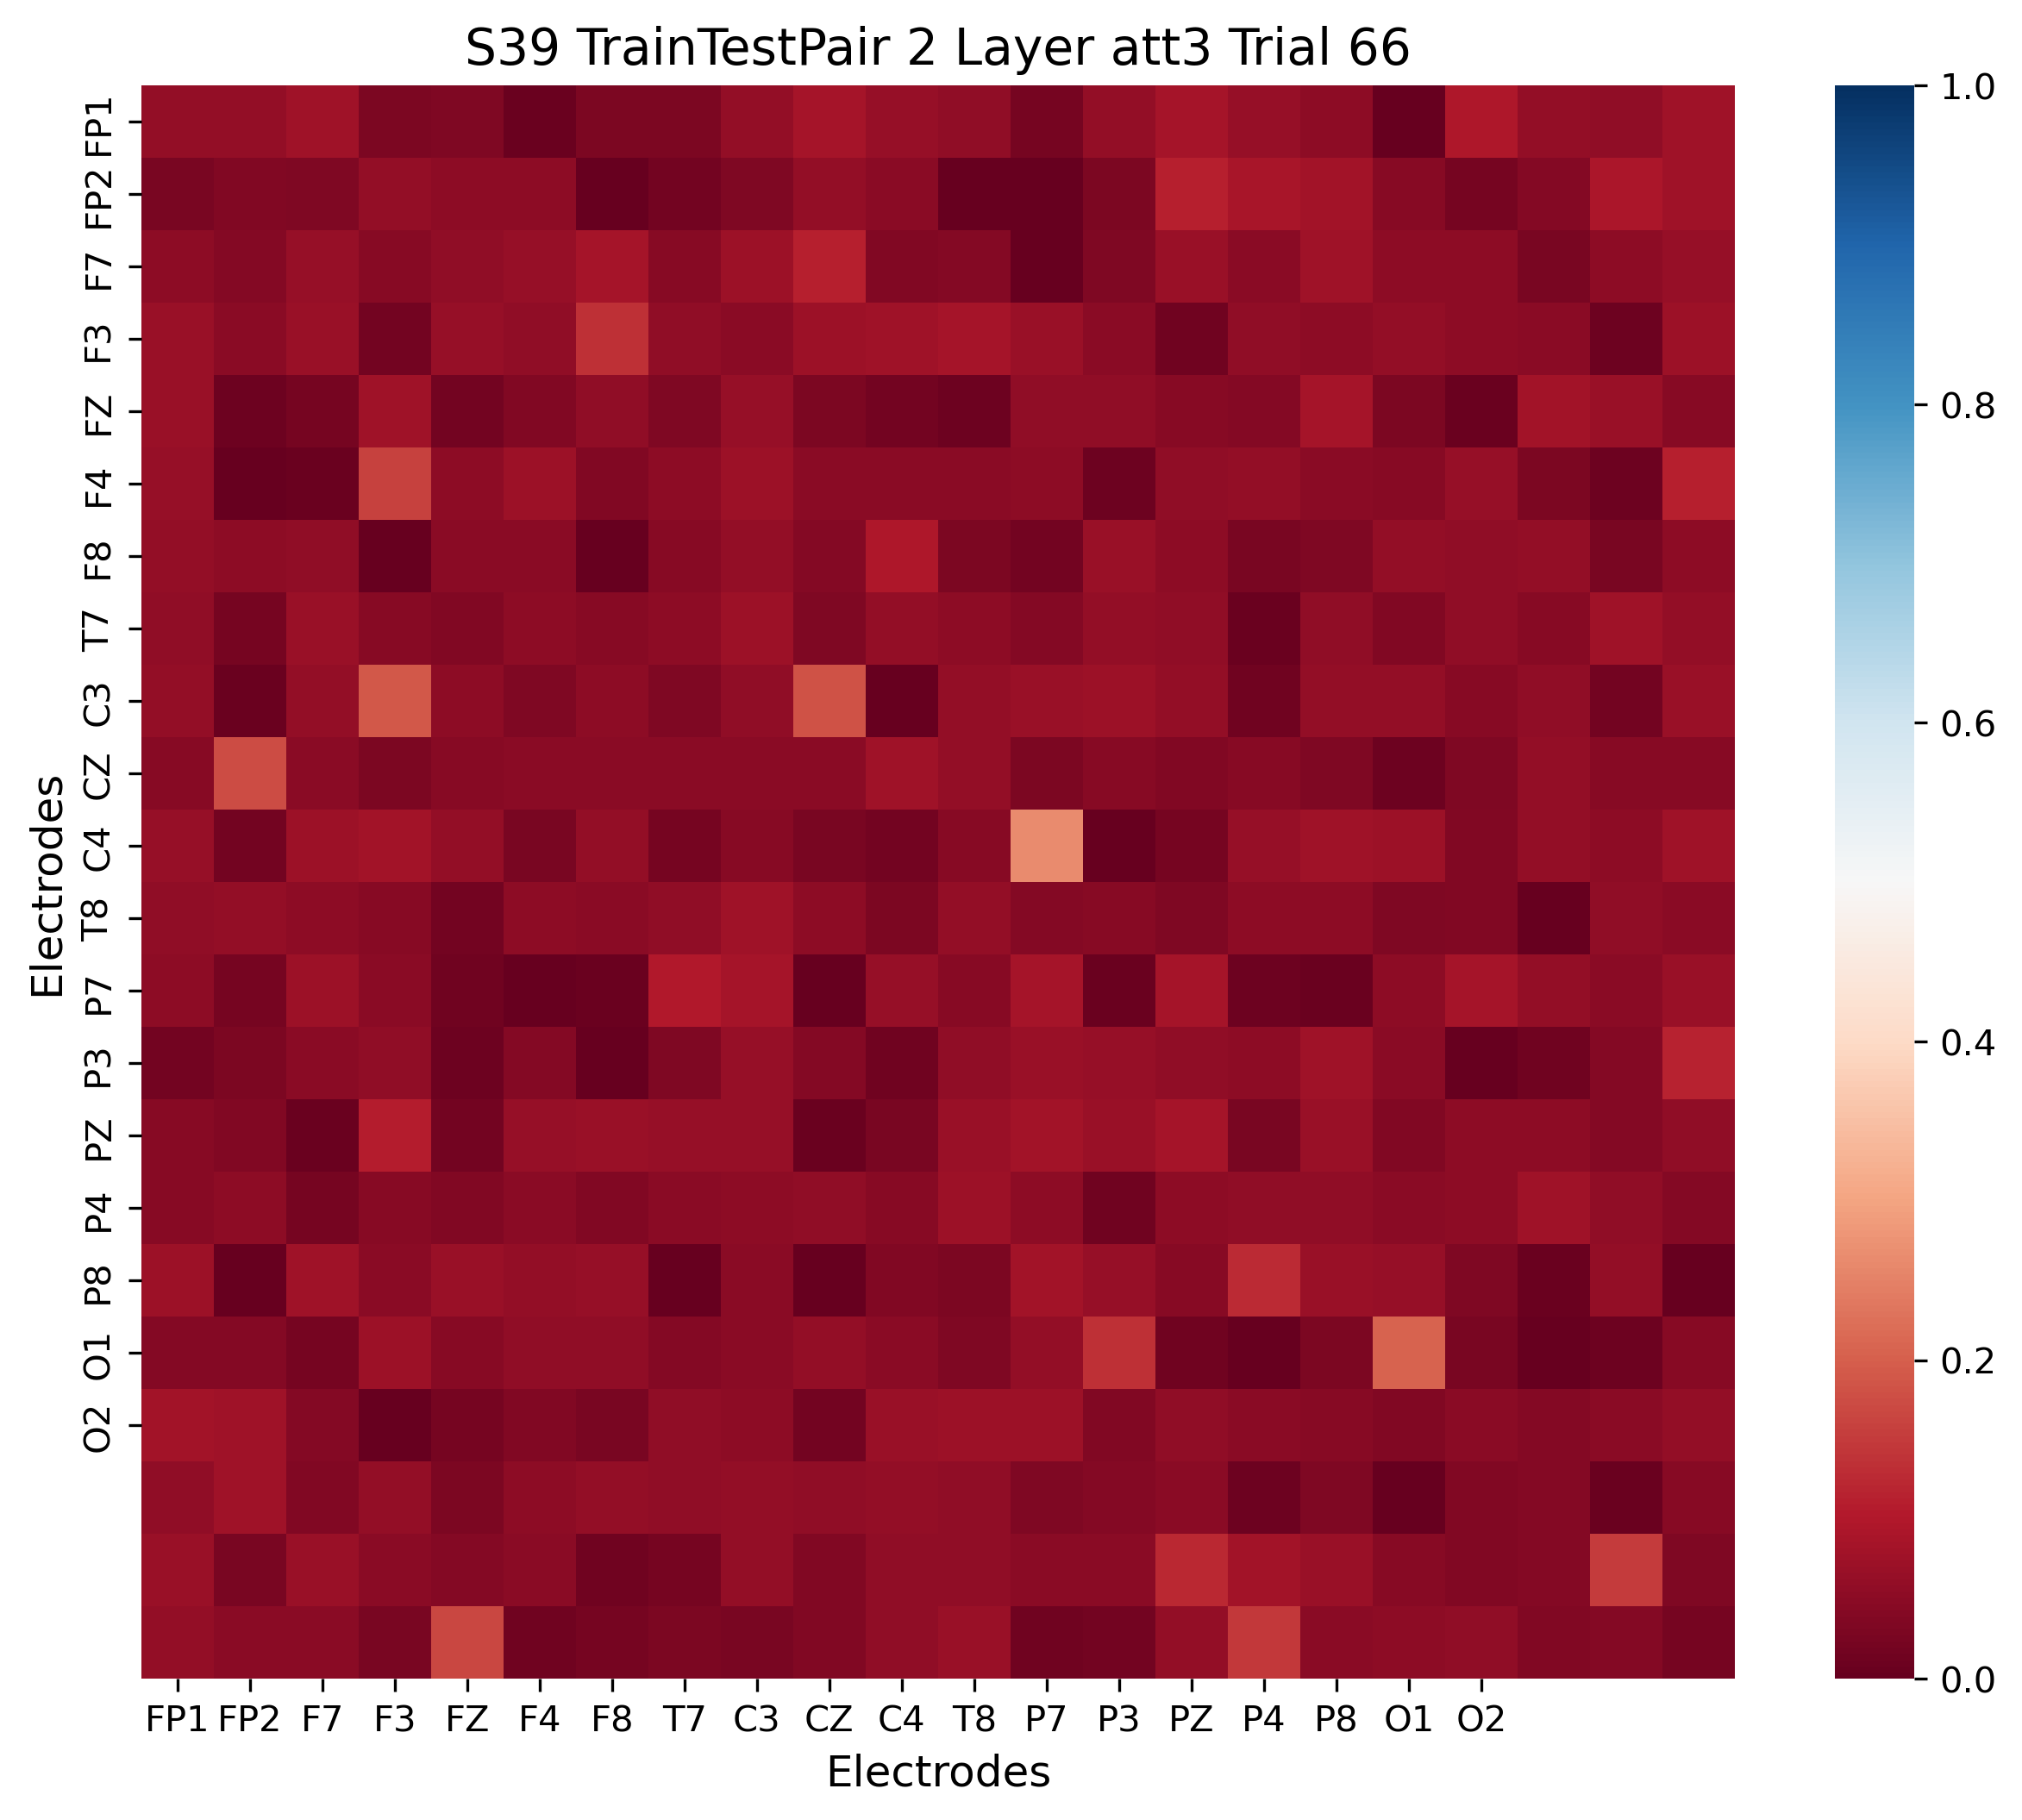 S39 TrainTestPair 2 Layer att3 Trial 66
Electrodes
FP1
FP2
F7
F3
FZ
F4
F8
T7
C3
CZ
C4
T8
P7
P3
PZ
P4
P8
O1
O2
FP1 FP2 F7 F3 FZ F4 F8 T7 C3 CZ C4 T8 P7 P3 PZ P4 P8 O1 O2
Electrodes
1.0
0.8
0.6
0.4
0.2
0.0